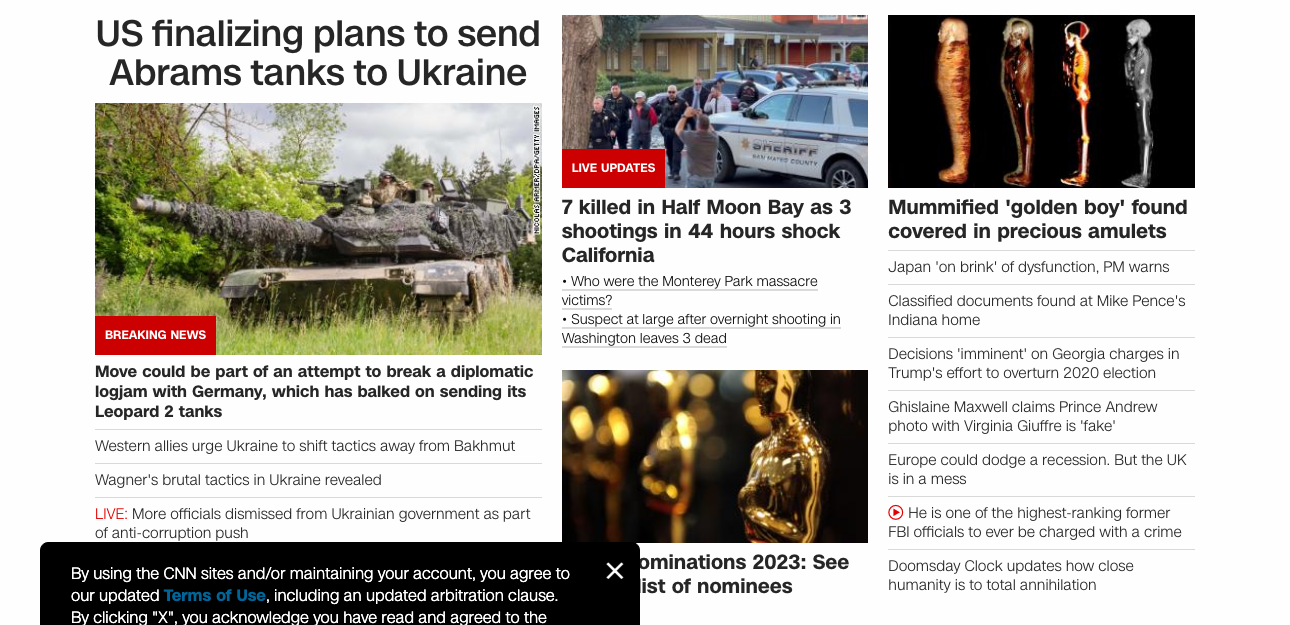 US finalizing plans to send
Abrams tanks to Ukraine
NICOLAS ARMER/DPA/GETTY IMAGES
BREAKING NEWS
Move could be part of an attempt to break a diplomatic
logjam with Germany, which has balked on sending its
Leopard 2 tanks
Western allies urge Ukraine to shift tactics away from Bakhmut
Wagner's brutal tactics in Ukraine revealed
LIVE: More officials dismissed from Ukrainian government as part
of anti-corruption push
SHERIFF
SAN MATEO COUNTY
LIVE UPDATES
7 killed in Half Moon Bay as 3
shootings in 44 hours shock
California
• Who were the Monterey Park massacre
victims?
• Suspect at large after overnight shooting in
Washington leaves 3 dead
ominations 2023: See
list of nominees
Mummified 'golden boy' found
covered in precious amulets
Japan 'on brink' of dysfunction, PM warns
Classified documents found at Mike Pence's
Indiana home
Decisions 'imminent' on Georgia charges in
Trump's effort to overturn 2020 election
Ghislaine Maxwell claims Prince Andrew
photo with Virginia Giuffre is 'fake'
Europe could dodge a recession. But the UK
is in a mess
He is one of the highest-ranking former
FBI officials to ever be charged with a crime
Doomsday Clock updates how close
humanity is to total annihilation
By using the CNN sites and/or maintaining your account, you agree to
our updated Terms of Use, including an updated arbitration clause.
By clicking "X", you acknowledge you have read and agreed to the